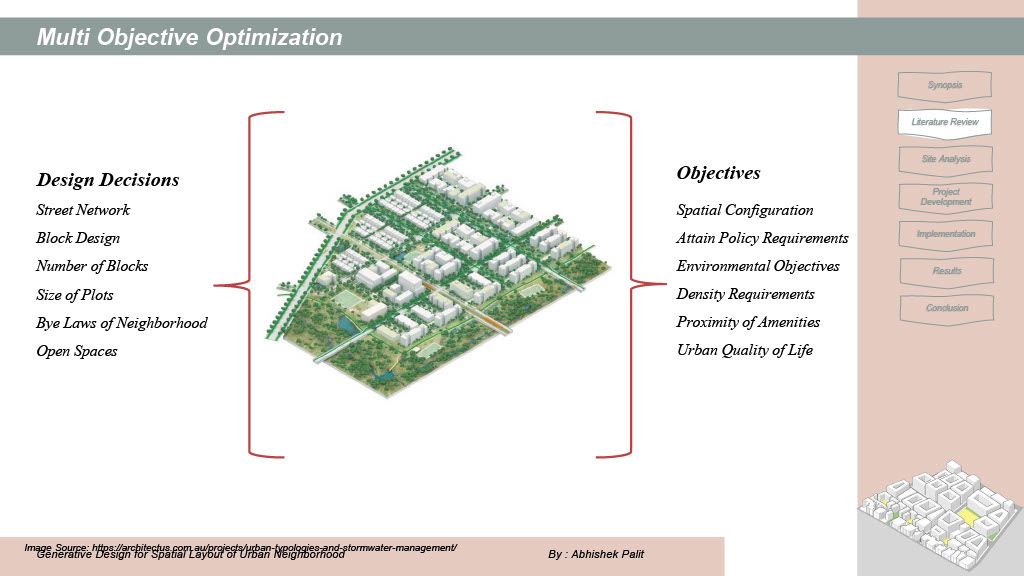 Multi Objective Optimization
Design Decisions
Street Network
Block Design
Number of Blocks
Size of Plots
Bye Laws of Neighborhood
Open Spaces
Objectives
Spatial Configuration
Attain Policy Requirements
Environmental Objectives
Density Requirements
Proximity of Amenities
Urban Quality of Life
Synopsis
Literature Review
Site Analysis
Project
Development
Implementation
Results
Conclusion
Image Source: https://architectus.com.au/projects/urban-typologies-and-stormwater-management/
Generative Design for Spatial Layout of Urban Neighborhood
By : Abhishek Palit